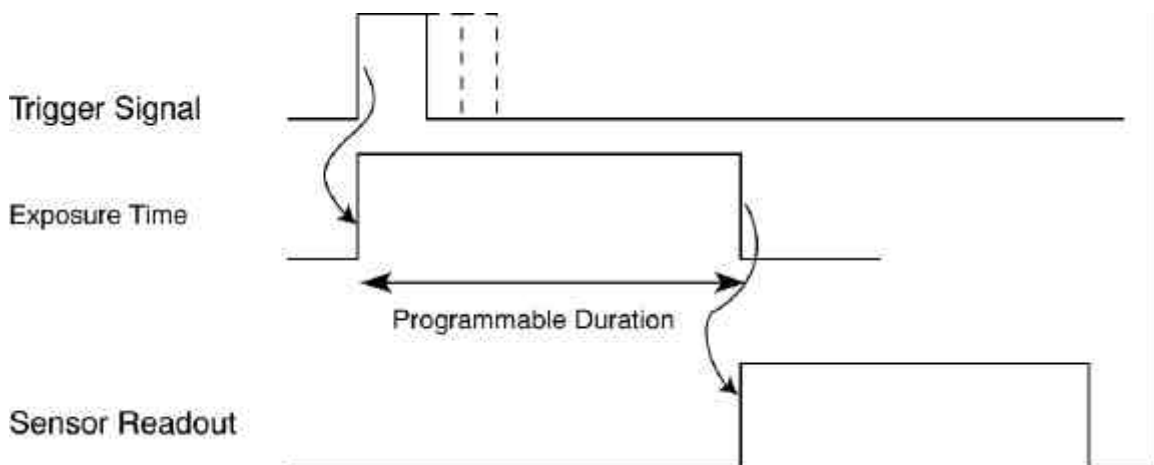 Trigger Signal
Exposure Time
Programmable Duration
Sensor Readout